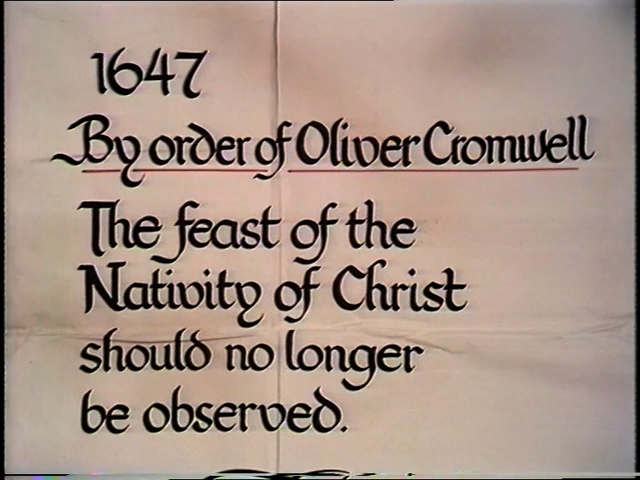 1647
By order of Oliver Cromwell
The feast of the
Nativity of Christ
should no longer
be observed.